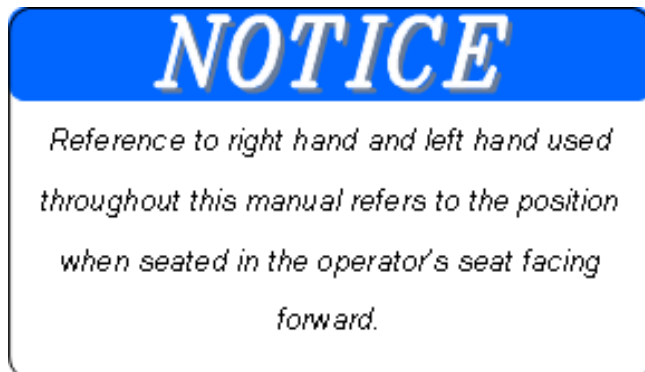 NOTICE
Reference to right hand and left hand used
throughout this manual refers to the position
when seated in the operator's seat facing
forward.